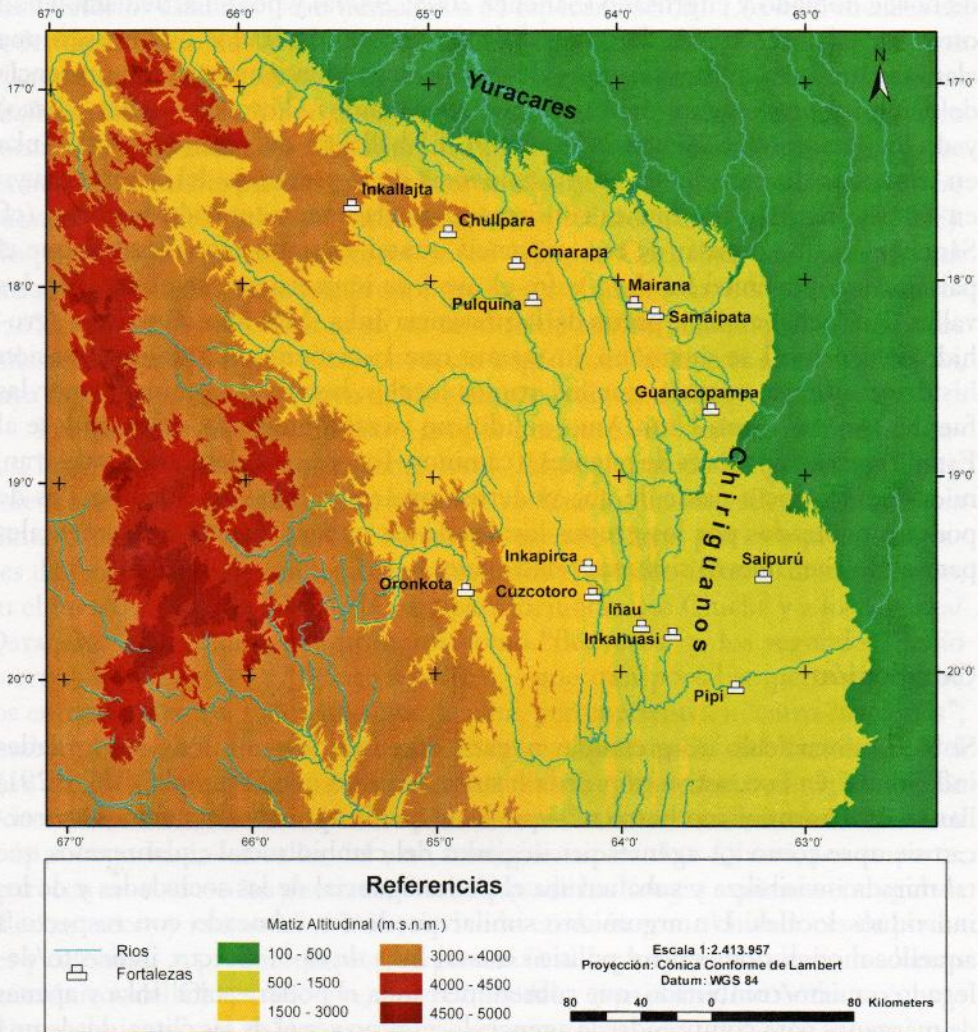 67°0' 66°0' 65°0' 64°0' 63°0'
N
17°0' 17°0'
Yuracares
Inkallajta
Chullpara
Comarapa
18°0' Pulquina Mairana 18°0'
Samaipata
Guanacopampa
19°0' 19°0'
Chiriguanos
Inkapirca
Saipurú
Oronkota Cuzcotoro
Iñau
Inkahuasi
20°0' 20°0'
Pipi
67°0' 66°0' 65°0' 64°0' 63°0'
Referencias
Matiz Altitudinal (m.s.n.m.)
Rios
Fortalezas
100 - 500
500 - 1500
1500 - 3000
3000 - 4000
4000 - 4500
4500 - 5000
Escala 1:2.413.957
Proyección: Cónica Conforme de Lambert
Datum: WGS 84
80 40 0 80 Kilometers